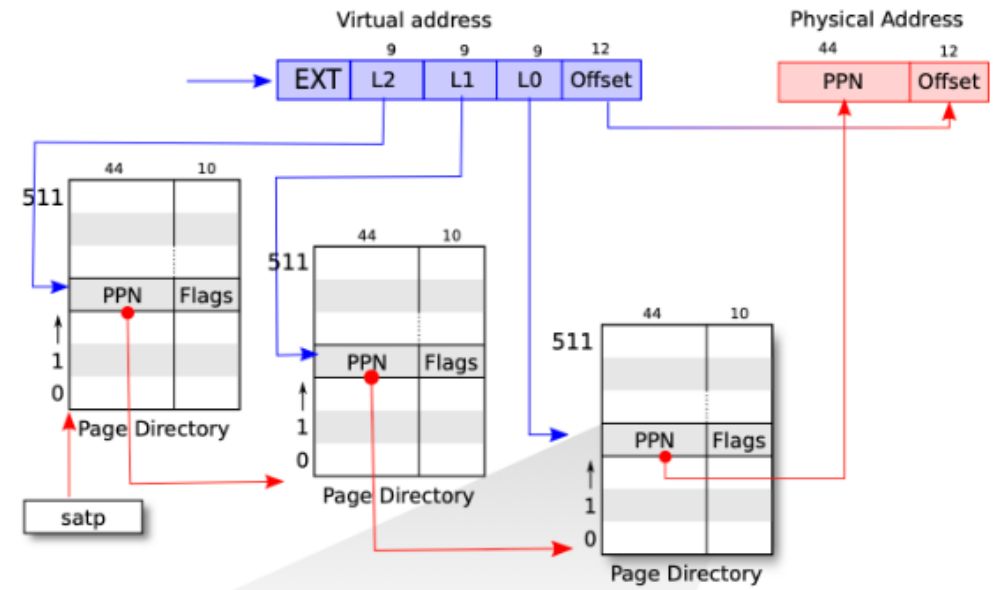 Virtual address
Physical Address
9 9 9 12
44 12
EXT L2 L1 L0 Offset
PPN Offset
44 10
511
PPN Flags
1
0
Page Directory
satp
44 10
511
PPN Flags
1
0
Page Directory
44 10
511
PPN Flags
1
0
Page Directory